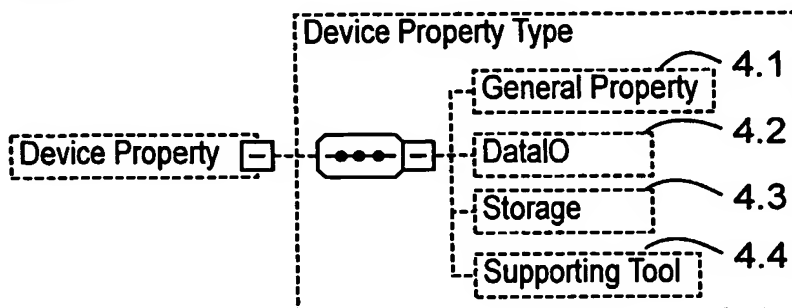 Device Property Type
4.1
General Property
4.2
Device Property
DataIO
4.3
Storage
4.4
Supporting Tool